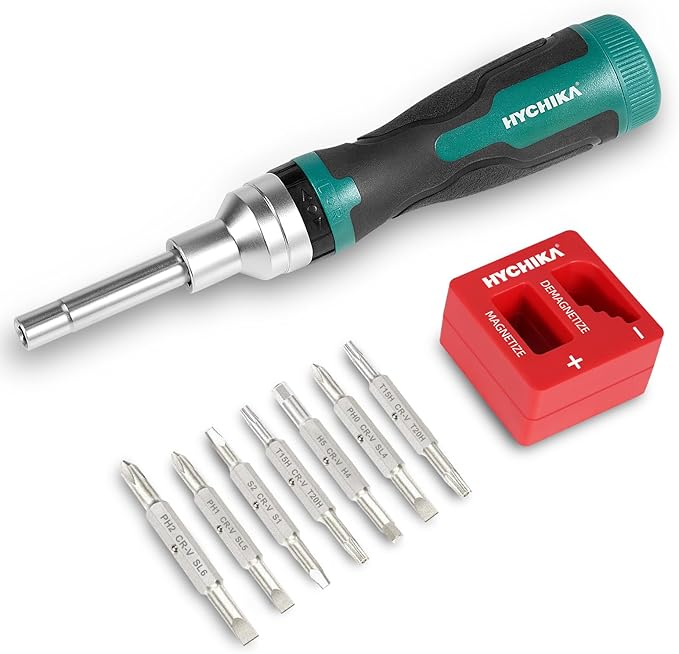 HYCHIKA
HYCHIKA
MAGNETIZE
DEMAGNETIZE
+
-
PH2 CR-V SL6
PH1 CR-V SL5
S2 CR-V S1
T15H CR-V T20H
H5 CR-V H4
PH0 CR-V SL4
T15H CR-V T20H